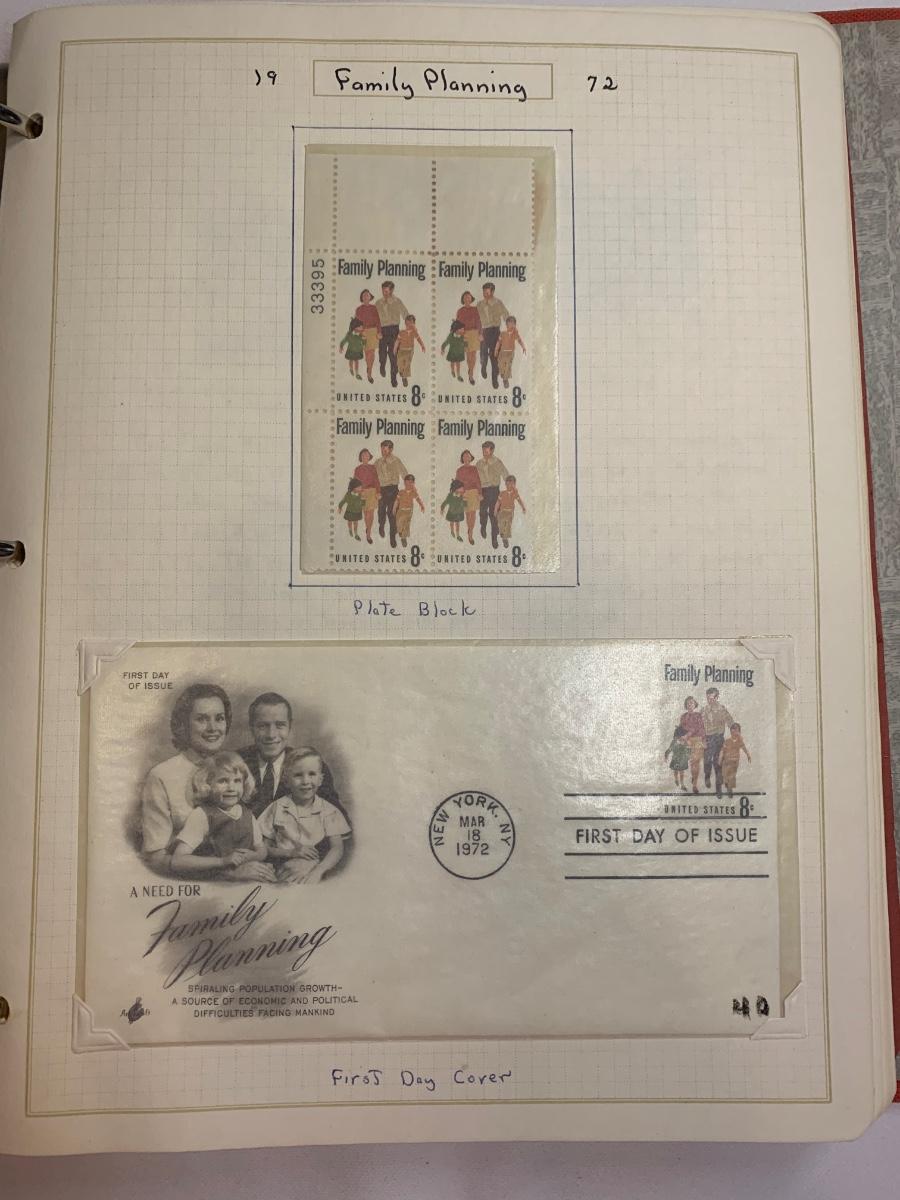 19 Family Planning 72
33395
Family Planning Family Planning
UNITED STATES 8c UNITED STATES 8c
Family Planning Family Planning
UNITED STATES 8c UNITED STATES 8c
Plate Block
FIRST DAY
OF ISSUE
Family Planning
UNITED STATES 8c
NEW YORK, NY
MAR
18
1972
FIRST DAY OF ISSUE
A NEED FOR
Family
Planning
SPIRALING POPULATION GROWTH–
A SOURCE OF ECONOMIC AND POLITICAL
DIFFICULTIES FACING MANKIND
First Day Cover